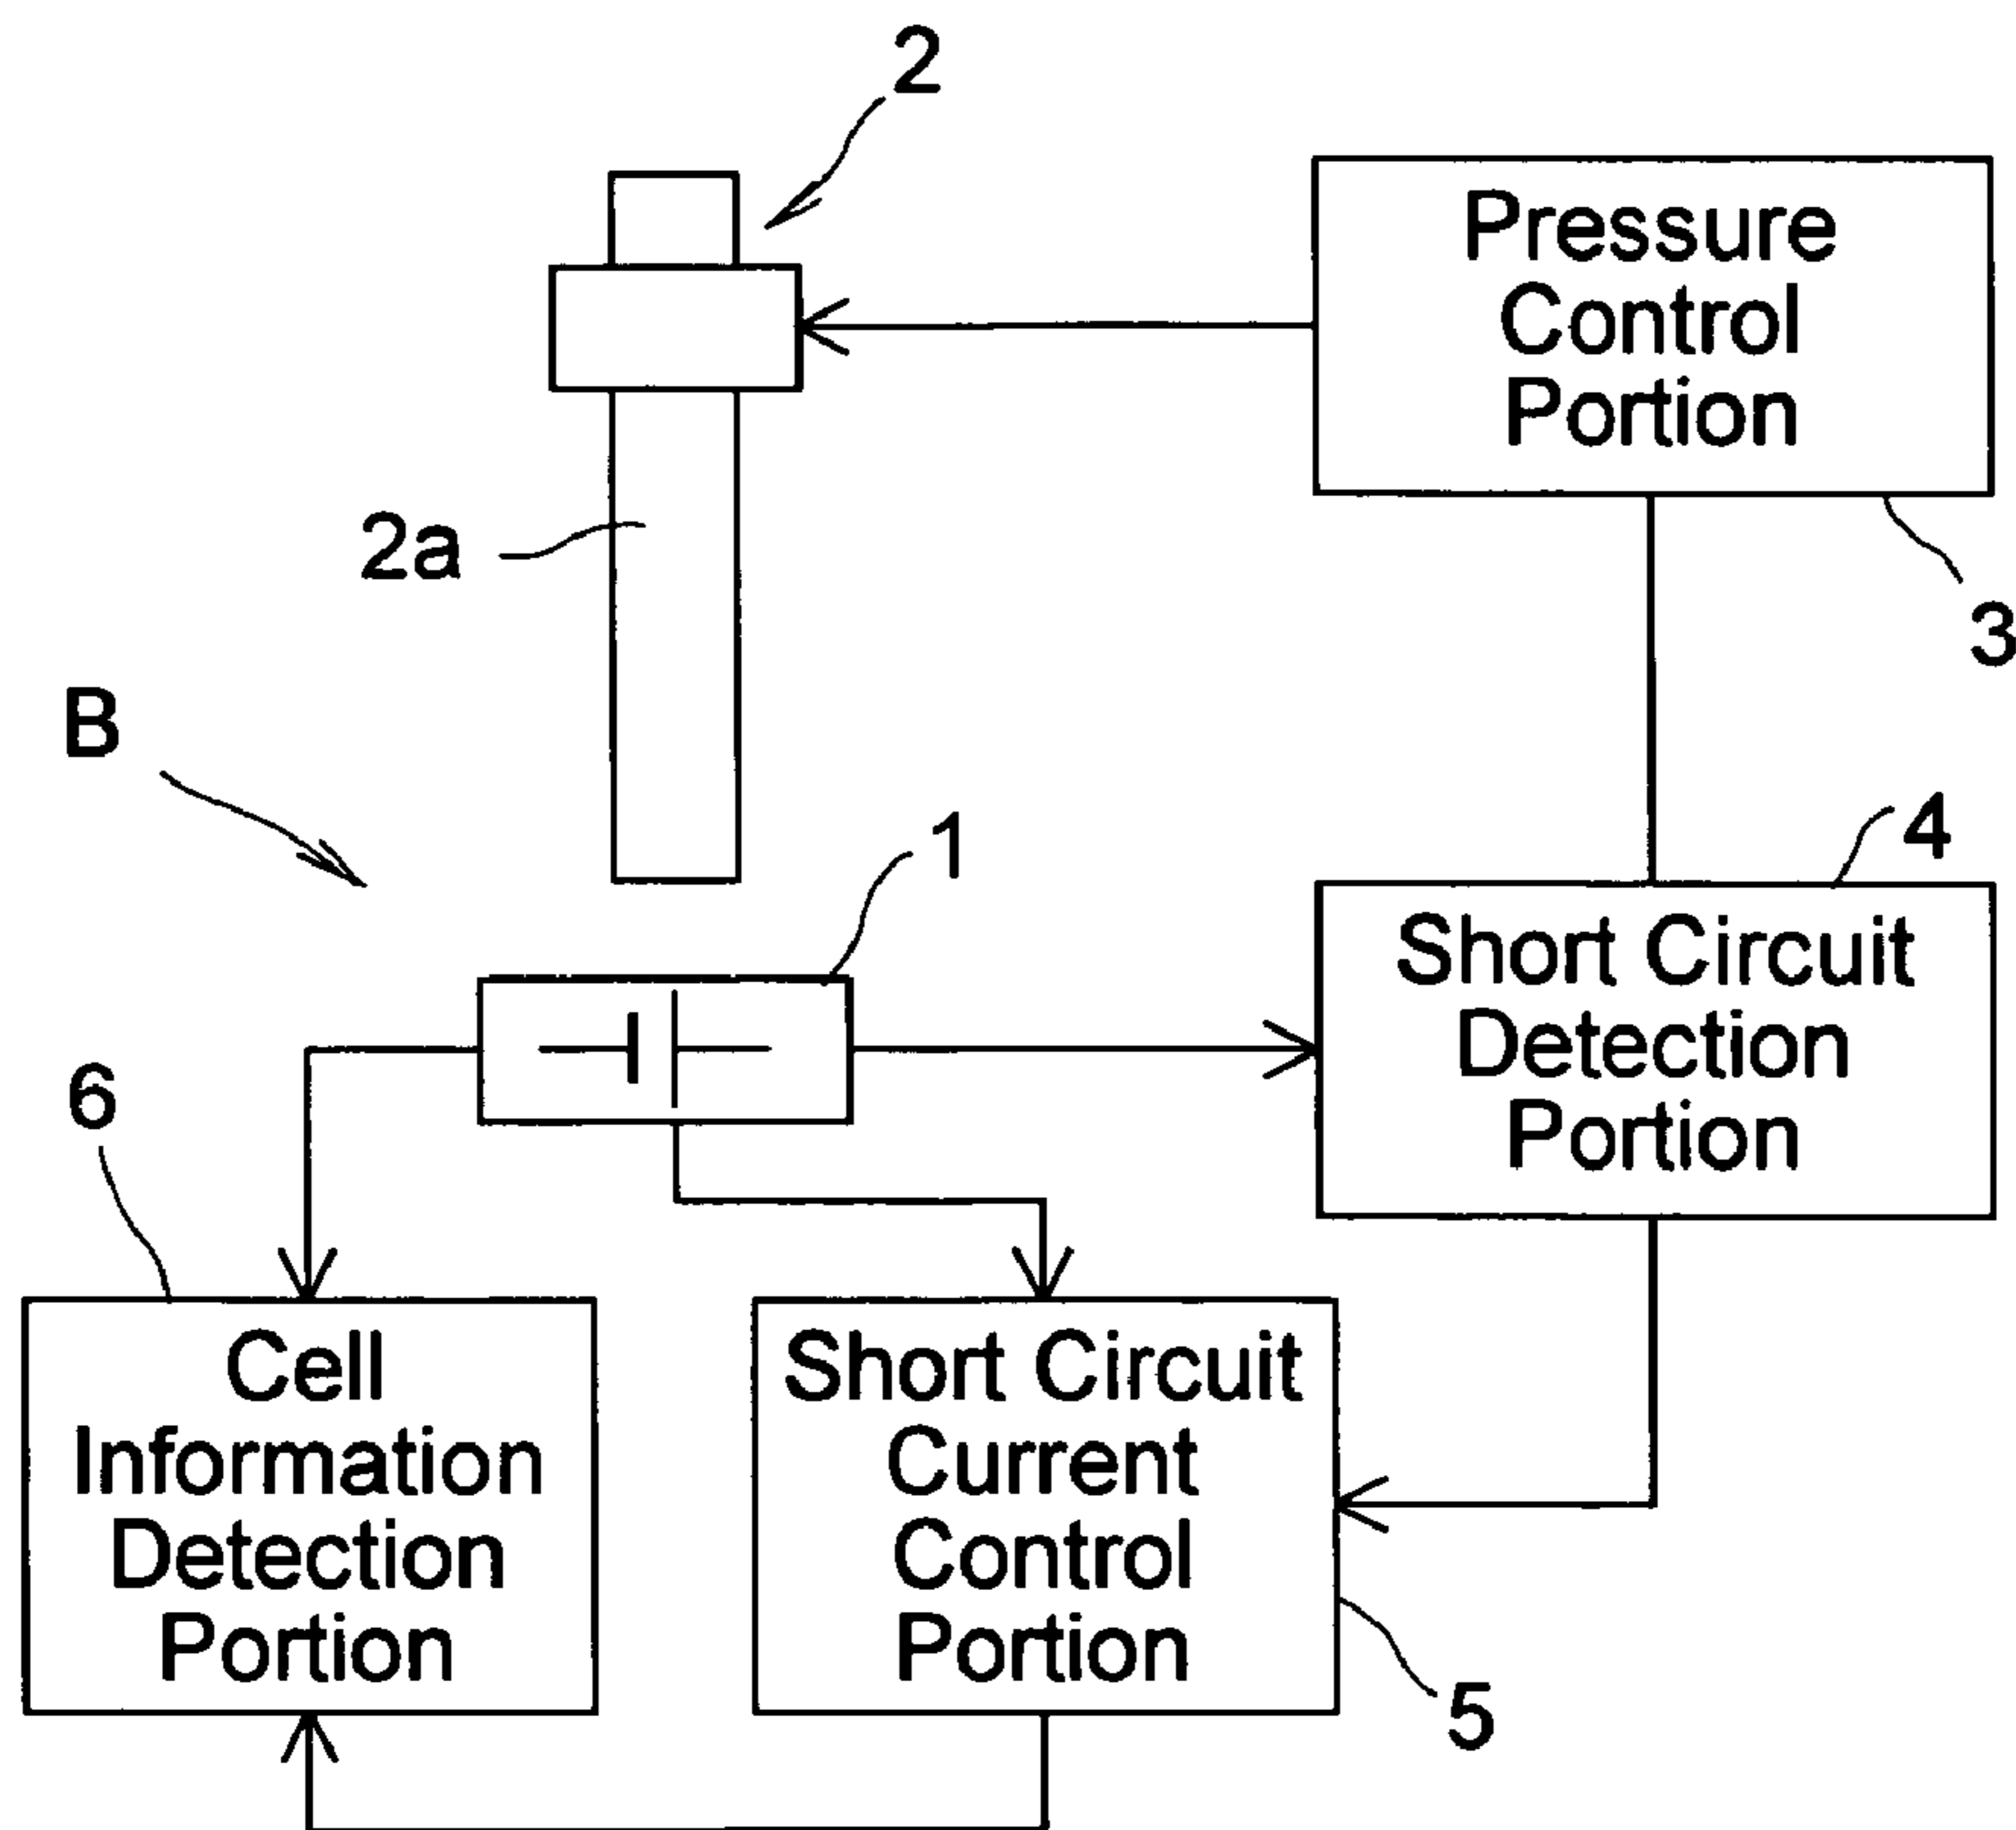 2
Pressure
Control
Portion
2a
3
B
1
4
Short Circuit
Detection
Portion
6
Cell
Information
Detection
Portion
Short Circuit
Current
Control
Portion
5